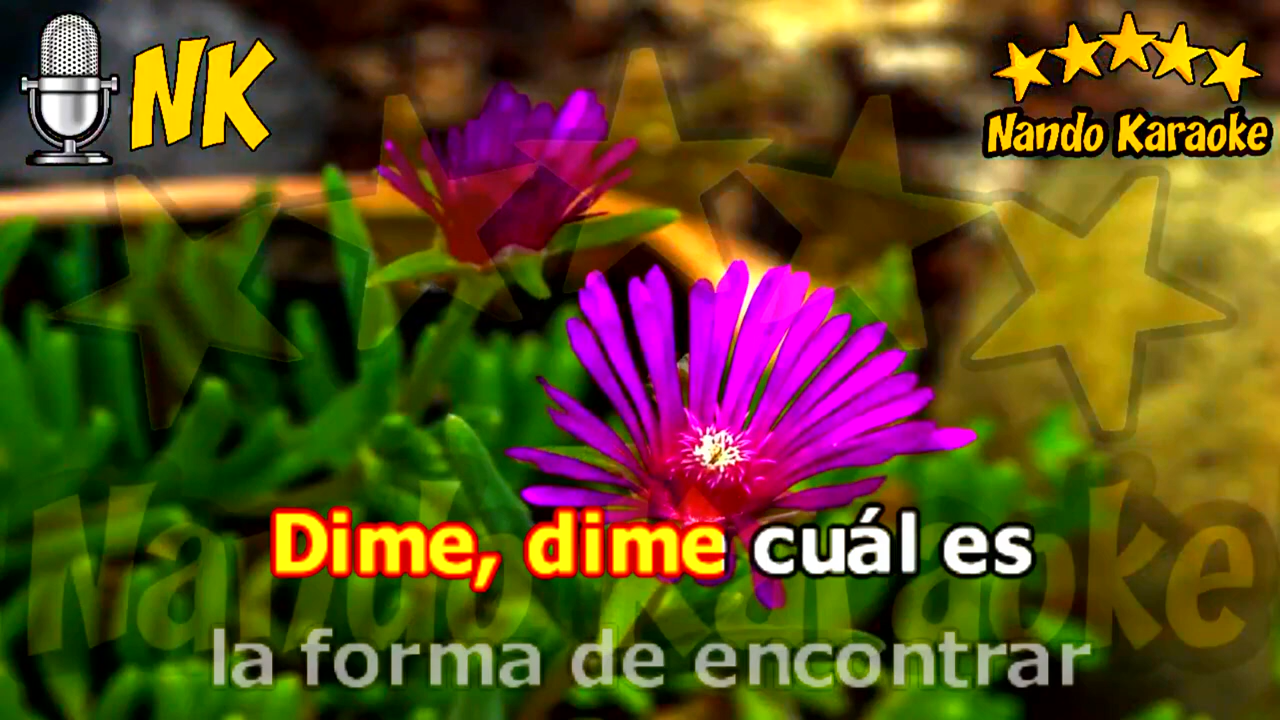 NK
Nando Karaoke
Nando Karaoke
Dime, dime cuál es
la forma de encontrar